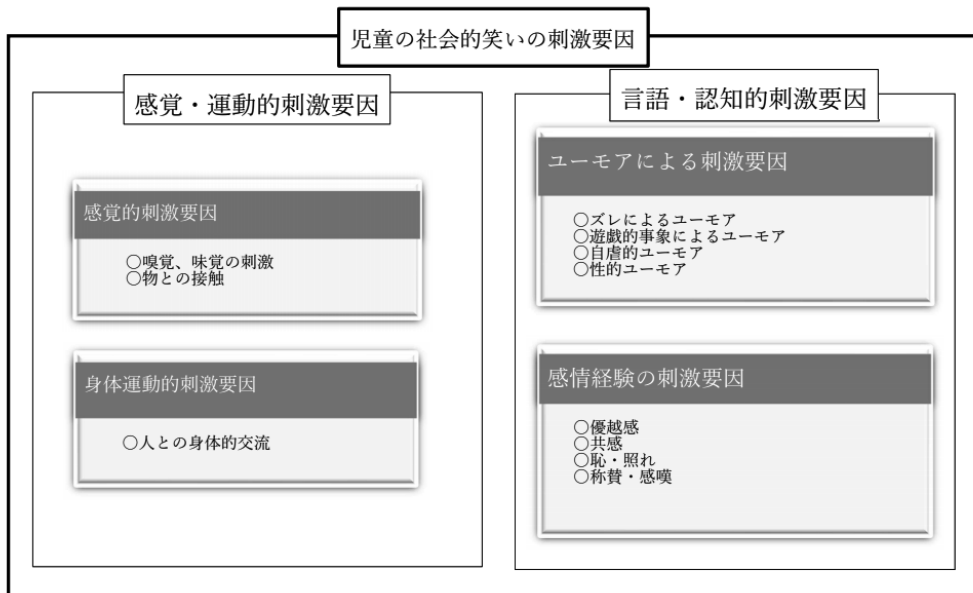 児童の社会的笑いの刺激要因
感覚・運動的刺激要因
感覚的刺激要因
○嗅覚、味覚の刺激
○物との接触
身体運動的刺激要因
○人との身体的交流
言語・認知的刺激要因
ユーモアによる刺激要因
○ズレによるユーモア
○遊戯的事象によるユーモア
○自虐的ユーモア
○性的ユーモア
感情経験の刺激要因
○優越感
○共感
○恥・照れ
○称賛・感嘆